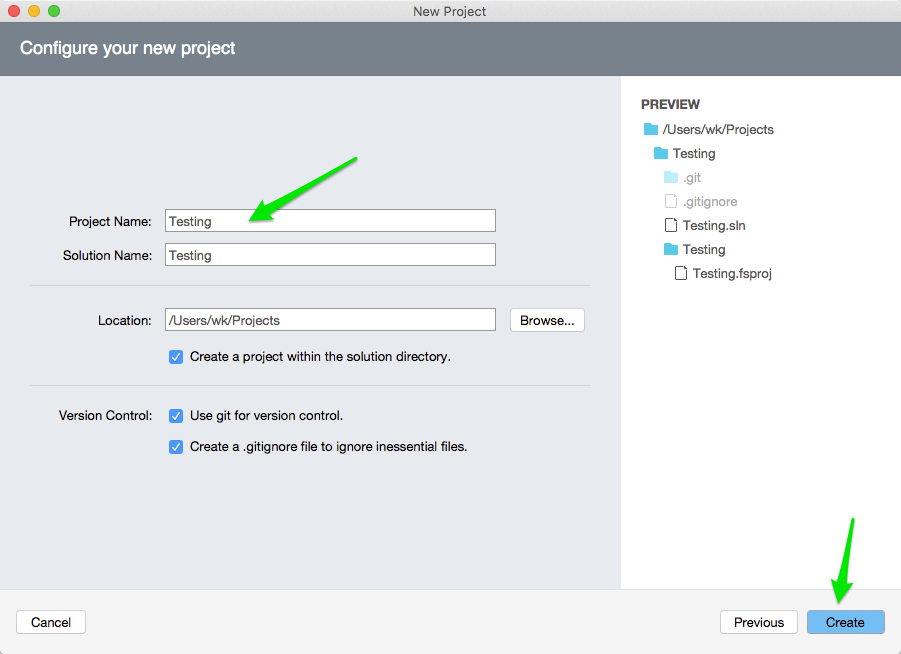 New Project
Configure your new project
Project Name: Testing
Solution Name: Testing
Location: /Users/wk/Projects Browse...
Create a project within the solution directory.
Version Control: Use git for version control.
Create a .gitignore file to ignore inessential files.
PREVIEW
/Users/wk/Projects
Testing
.git
.gitignore
Testing.sln
Testing
Testing.fsproj
Cancel Previous Create